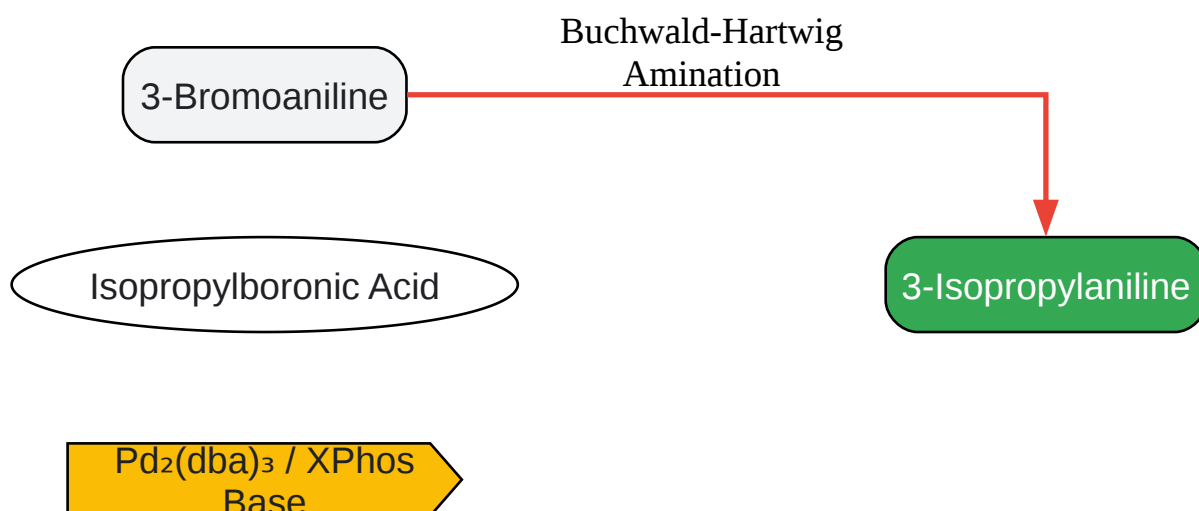 Buchwald-Hartwig
Amination
3-Bromoaniline
Isopropylboronic Acid
3-Isopropylaniline
Pd₂(dba)₃ / XPhos
Base